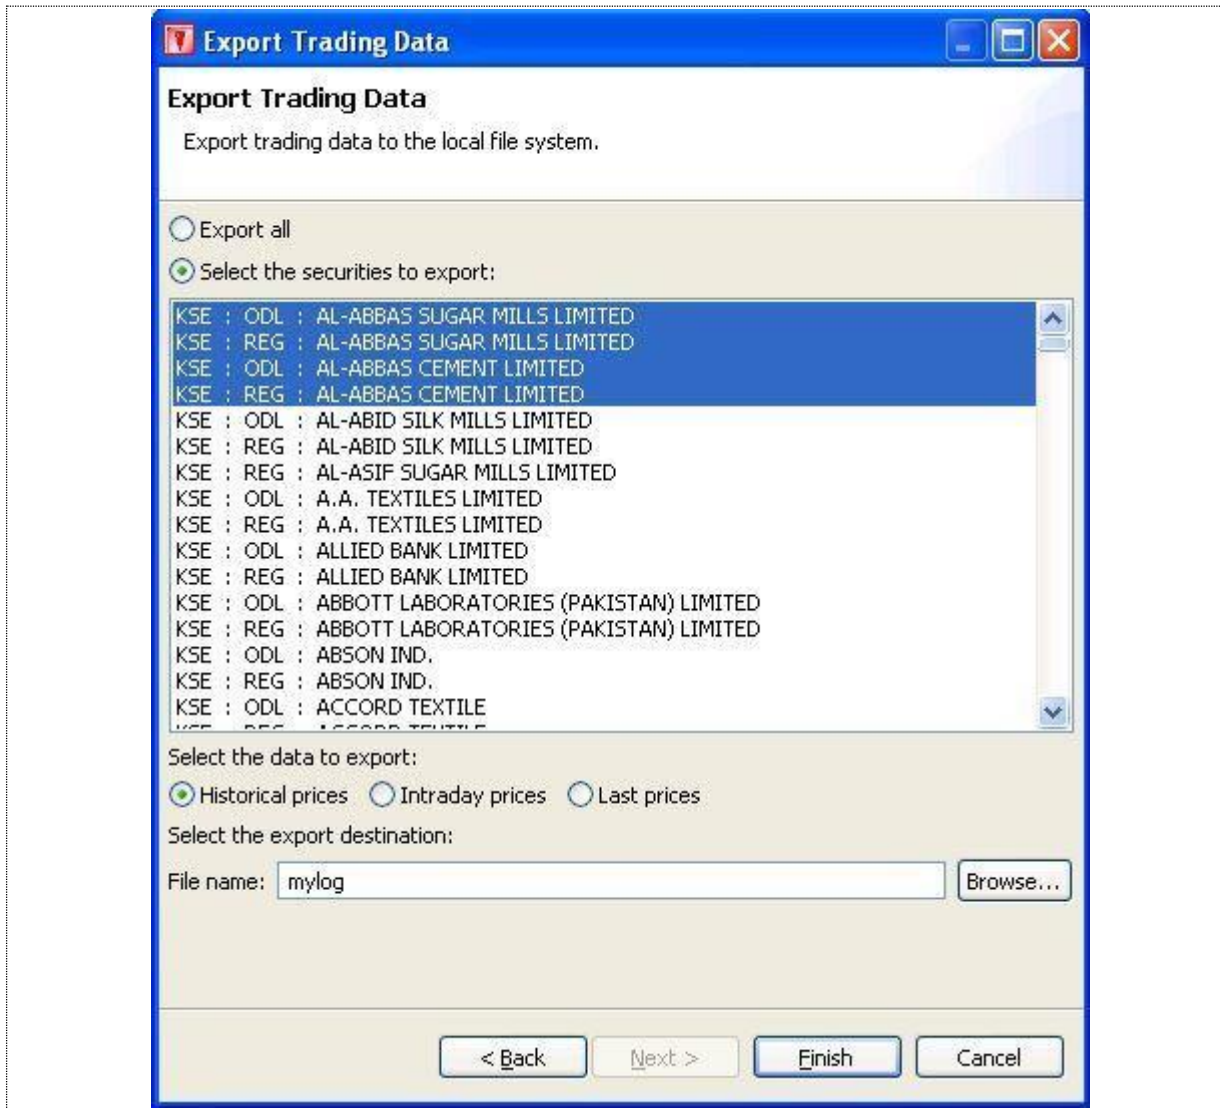 Export Trading Data
Export Trading Data
Export trading data to the local file system.
Export all
Select the securities to export:
KSE : ODL : AL-ABBAS SUGAR MILLS LIMITED
KSE : REG : AL-ABBAS SUGAR MILLS LIMITED
KSE : ODL : AL-ABBAS CEMENT LIMITED
KSE : REG : AL-ABBAS CEMENT LIMITED
KSE : ODL : AL-ABID SILK MILLS LIMITED
KSE : REG : AL-ABID SILK MILLS LIMITED
KSE : REG : AL-ASIF SUGAR MILLS LIMITED
KSE : ODL : A.A. TEXTILES LIMITED
KSE : REG : A.A. TEXTILES LIMITED
KSE : ODL : ALLIED BANK LIMITED
KSE : REG : ALLIED BANK LIMITED
KSE : ODL : ABBOTT LABORATORIES (PAKISTAN) LIMITED
KSE : REG : ABBOTT LABORATORIES (PAKISTAN) LIMITED
KSE : ODL : ABSON IND.
KSE : REG : ABSON IND.
KSE : ODL : ACCORD TEXTILE
Select the data to export:
Historical prices Intraday prices Last prices
Select the export destination:
File name: mylog Browse...
< Back Next > Finish Cancel